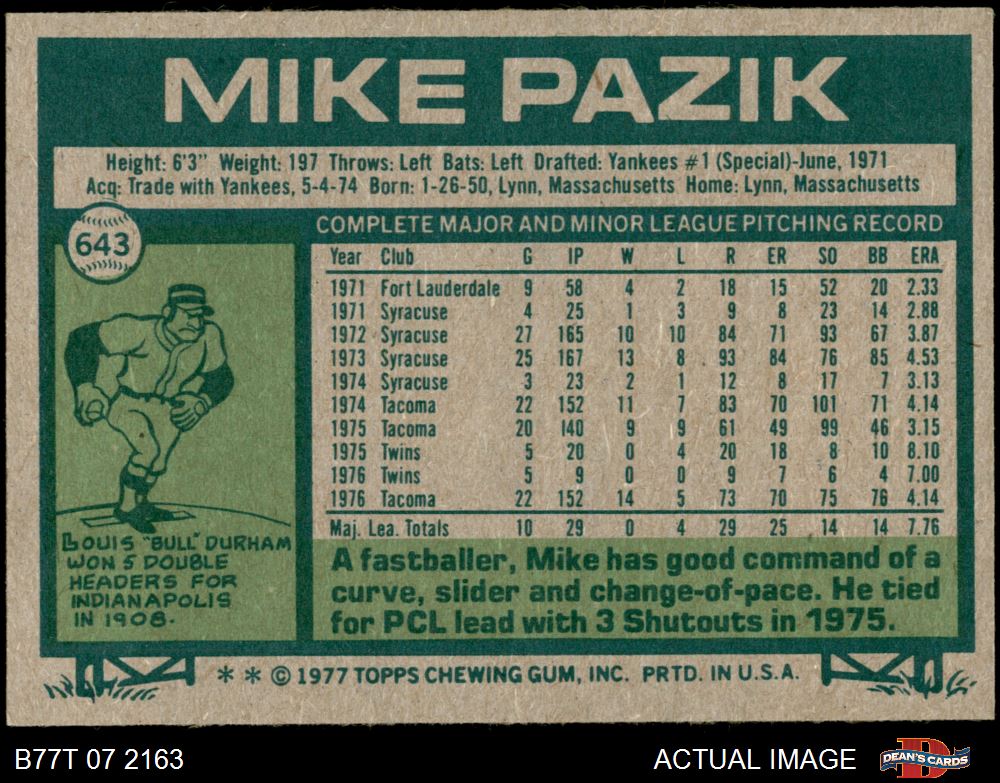 MIKE PAZIK
Height: 6'3" Weight: 197 Throws: Left Bats: Left Drafted: Yankees #1 (Special)-June, 1971
Acq: Trade with Yankees, 5-4-74 Born: 1-26-50, Lynn, Massachusetts Home: Lynn, Massachusetts
643
COMPLETE MAJOR AND MINOR LEAGUE PITCHING RECORD
Year Club G IP W L R ER SO BB ERA
1971 Fort Lauderdale 9 58 4 2 18 15 52 20 2.33
1971 Syracuse 4 25 1 3 9 8 23 14 2.88
1972 Syracuse 27 165 10 10 84 71 93 67 3.87
1973 Syracuse 25 167 13 8 93 84 76 85 4.53
1974 Syracuse 3 23 2 1 12 8 17 7 3.13
1974 Tacoma 22 152 11 7 83 70 101 71 4.14
1975 Tacoma 20 140 9 9 61 49 99 46 3.15
1975 Twins 5 20 0 4 20 18 8 10 8.10
1976 Twins 5 9 0 0 9 7 6 4 7.00
1976 Tacoma 22 152 14 5 73 70 75 76 4.14
Maj. Lea. Totals 10 29 0 4 29 25 14 14 7.76
LOUIS "BULL" DURHAM
WON 5 DOUBLE
HEADERS FOR
INDIANAPOLIS
IN 1908.
A fastballer, Mike has good command of a
curve, slider and change-of-pace. He tied
for PCL lead with 3 Shutouts in 1975.
* * © 1977 TOPPS CHEWING GUM, INC. PRTD. IN U.S.A.
B77T 07 2163
ACTUAL IMAGE
D
DEAN'S CARDS